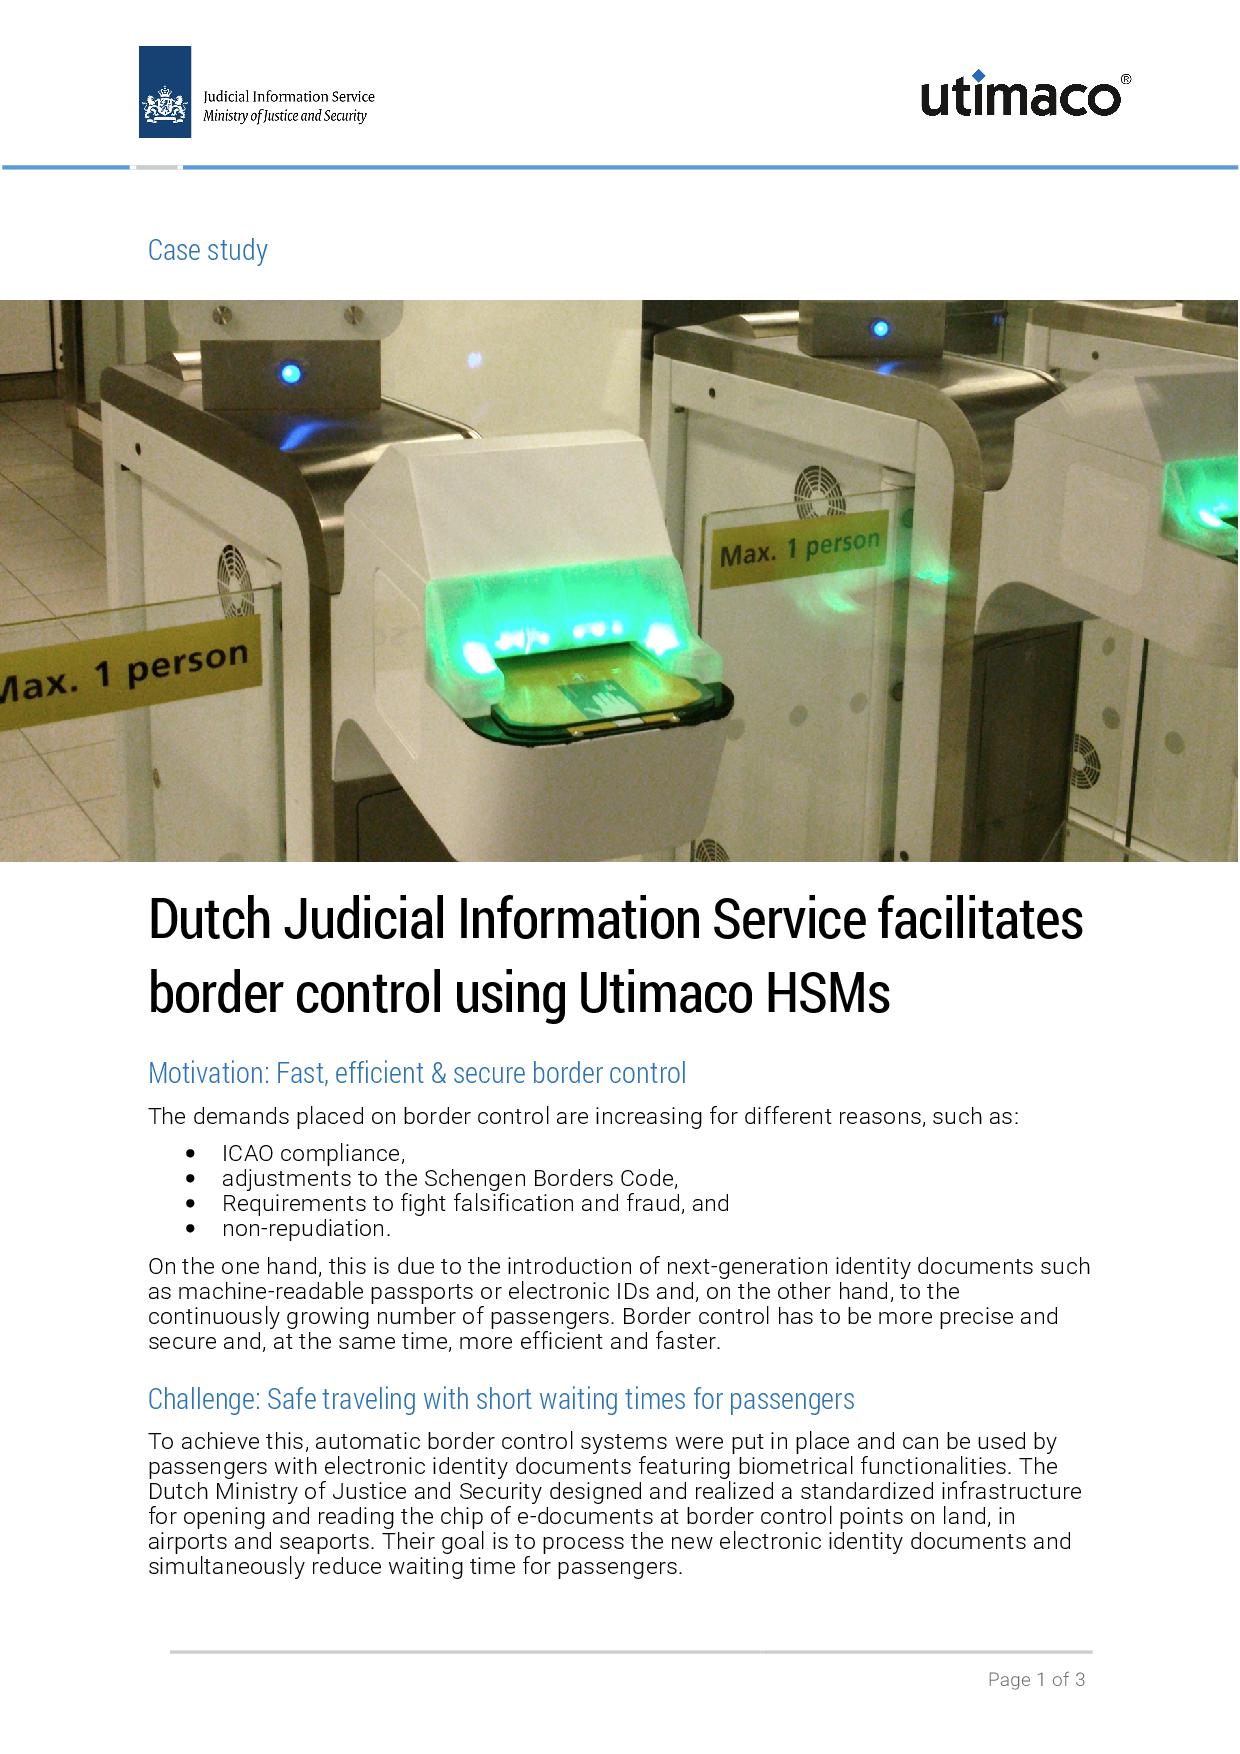 Judicial Information Service
Ministry of Justice and Security
utimaco®
Case study
Max. 1 person
Max. 1 person
Dutch Judicial Information Service facilitates
border control using Utimaco HSMs
Motivation: Fast, efficient & secure border control
The demands placed on border control are increasing for different reasons, such as:
• ICAO compliance,
• adjustments to the Schengen Borders Code,
• Requirements to fight falsification and fraud, and
• non-repudiation.
On the one hand, this is due to the introduction of next-generation identity documents such
as machine-readable passports or electronic IDs and, on the other hand, to the
continuously growing number of passengers. Border control has to be more precise and
secure and, at the same time, more efficient and faster.
Challenge: Safe traveling with short waiting times for passengers
To achieve this, automatic border control systems were put in place and can be used by
passengers with electronic identity documents featuring biometrical functionalities. The
Dutch Ministry of Justice and Security designed and realized a standardized infrastructure
for opening and reading the chip of e-documents at border control points on land, in
airports and seaports. Their goal is to process the new electronic identity documents and
simultaneously reduce waiting time for passengers.
Page 1 of 3